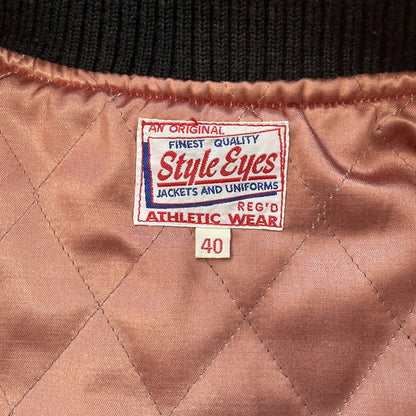 AN ORIGINAL
FINEST QUALITY
Style Eyes
JACKETS AND UNIFORMS
REG'D
ATHLETIC WEAR
40